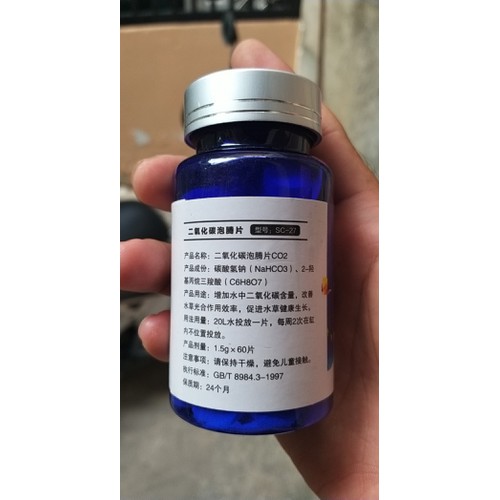 二氧化碳泡腾片 型号：SC-27
产品名称：二氧化碳泡腾片CO2
产品成份：碳酸氢钠（NaHCO3）、2-羟
基丙烷三羧酸（C6H8O7）
产品用途：增加水中二氧化碳含量，改善
水草光合作用效率，促进水草健康生长。
用法用量：20L水投放一片，每周2次在缸
内不位置投放。
产品剂量：1.5g×60片
注意事项：请保持干燥，避免儿童接触。
执行标准：GB/T 8984.3-1997
保质期：24个月